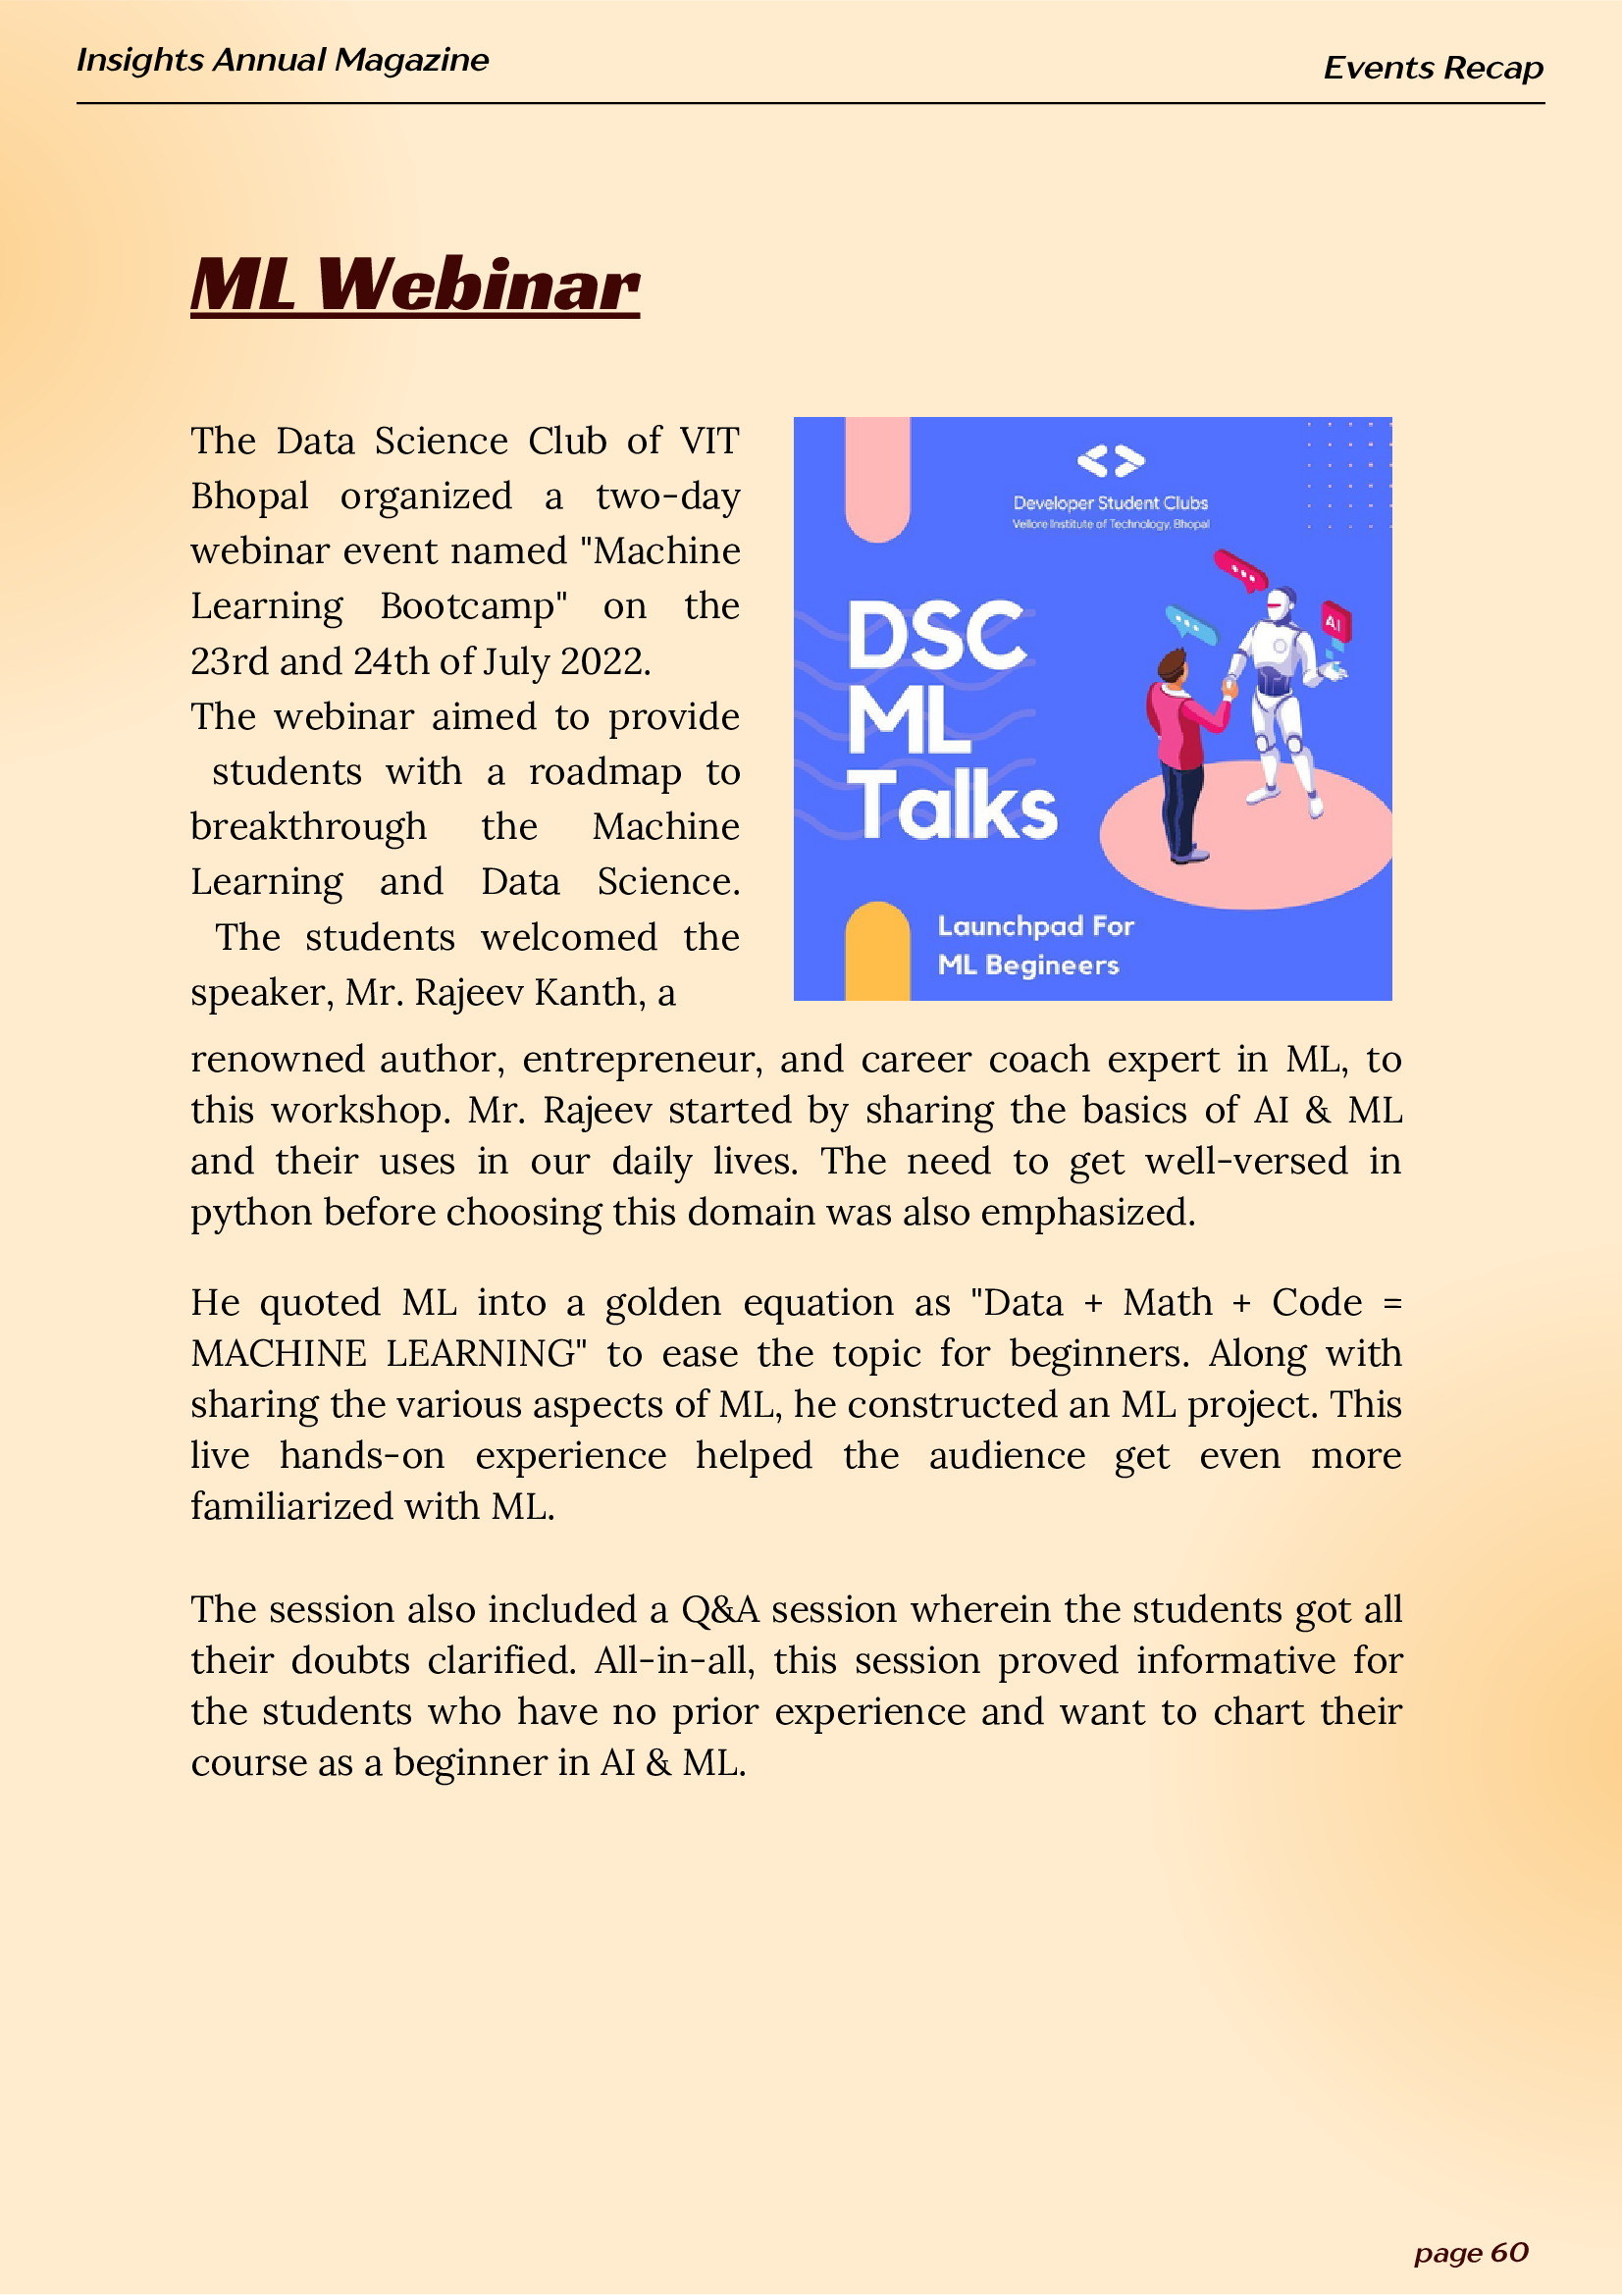 Insights Annual Magazine
Events Recap
ML Webinar
The Data Science Club of VIT
Bhopal organized a two-day
webinar event named "Machine
Learning Bootcamp" on the
23rd and 24th of July 2022.
The webinar aimed to provide
students with a roadmap to
breakthrough the Machine
Learning and Data Science.
The students welcomed the
speaker, Mr. Rajeev Kanth, a
<> 
Developer Student Clubs
Vellore Institute of Technology, Bhopal
DSC
ML
Talks
AI
Launchpad For
ML Begineers
renowned author, entrepreneur, and career coach expert in ML, to
this workshop. Mr. Rajeev started by sharing the basics of AI & ML
and their uses in our daily lives. The need to get well-versed in
python before choosing this domain was also emphasized.
He quoted ML into a golden equation as "Data + Math + Code =
MACHINE LEARNING" to ease the topic for beginners. Along with
sharing the various aspects of ML, he constructed an ML project. This
live hands-on experience helped the audience get even more
familiarized with ML.
The session also included a Q&A session wherein the students got all
their doubts clarified. All-in-all, this session proved informative for
the students who have no prior experience and want to chart their
course as a beginner in AI & ML.
page 60